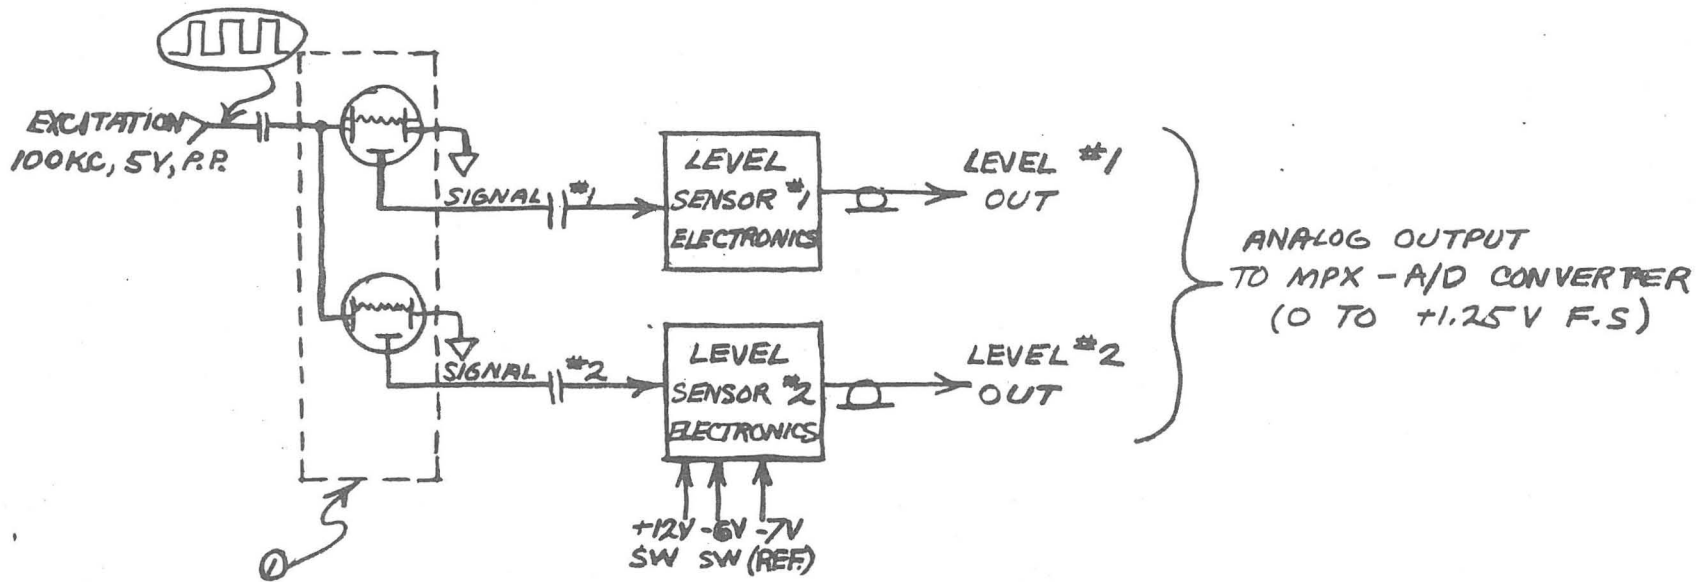 EXCITATION
100KC, 5V, P.P.
SIGNAL #1
LEVEL
SENSOR #1
ELECTRONICS
LEVEL #1
OUT
SIGNAL #2
LEVEL
SENSOR #2
ELECTRONICS
LEVEL #2
OUT
ANALOG OUTPUT
TO MPX - A/D CONVERTER
(0 TO +1.25V F.S)
+12V -6V -7V
SW SW (REF.)
1